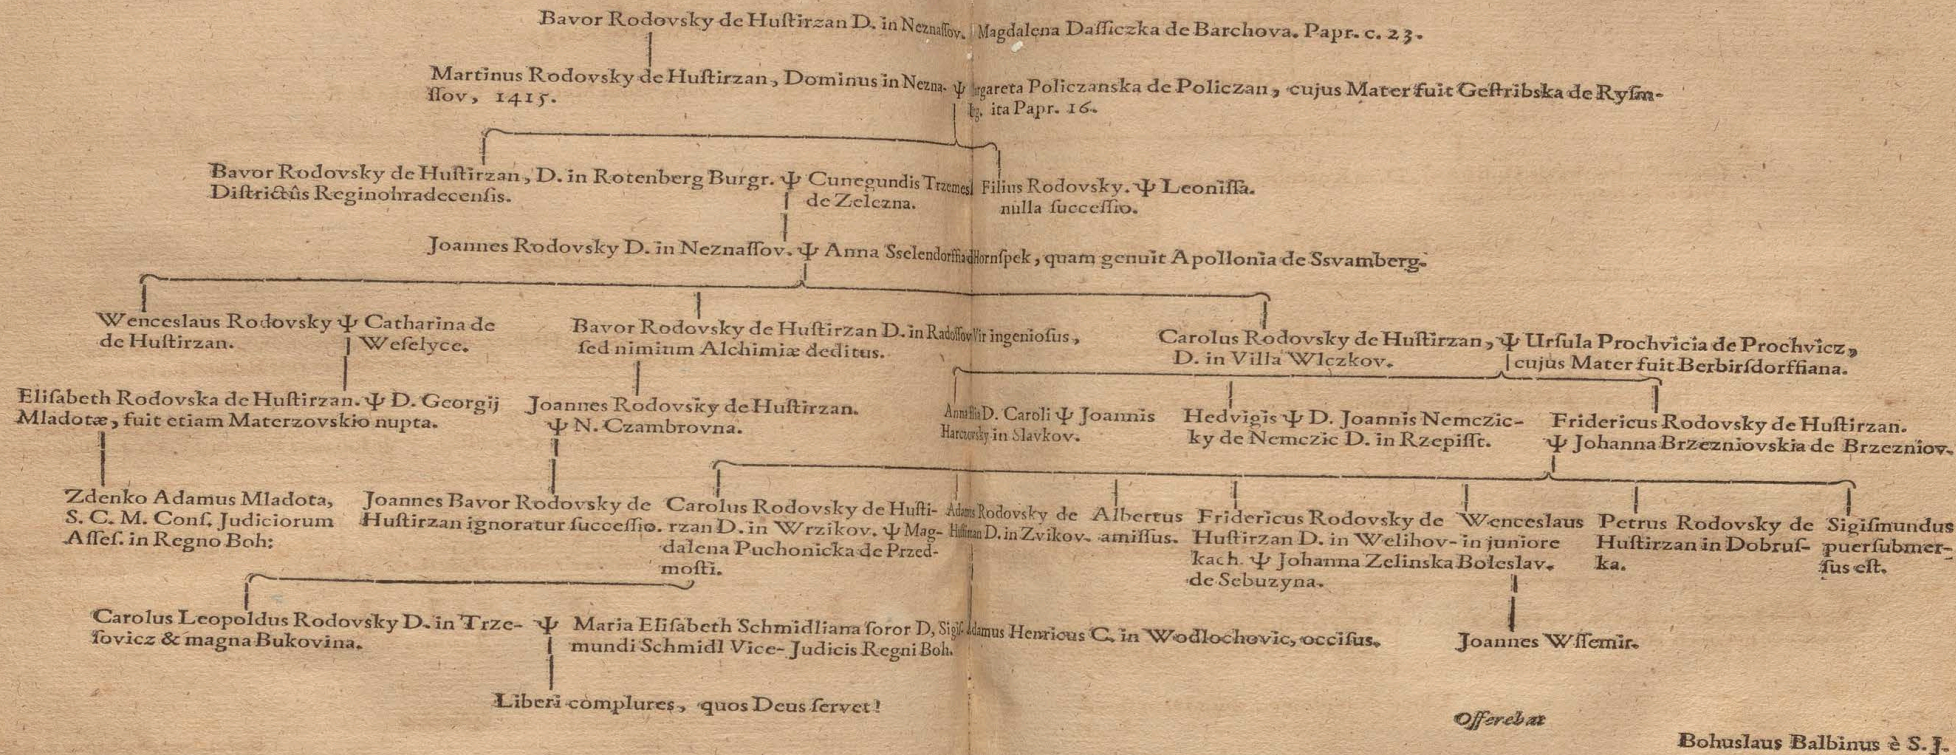 Bavor Rodovsky de Huſtirzan D. in Neznaſſov. Magdalena Daſſiczka de Barchova. Papr. c. 23.
Martinus Rodovsky de Huſtirzan, Dominus in Nezna- Ψ gareta Policzanska de Policzan, cujus Mater fuit Geſtribska de Ryſm-
ſſov, 1415. ita Papr. 16.
Bavor Rodovsky de Huſtirzan, D. in Rotenberg Burgr. Ψ Cunegundis Trzemesl
Diſtrictûs Reginohradecenſis. de Zelezna.
Filius Rodovsky. Ψ Leoniſſa.
nulla ſucceſſio.
Joannes Rodovsky D. in Neznaſſov. Ψ Anna Hornſpek, quam genuit Apollonia de Ssvamberg.
Wenceslaus Rodovsky Ψ Catharina de
de Huſtirzan. Weſelyce.
Bavor Rodovsky de Huſtirzan D. in Radoſſov Vir ingenioſus,
ſed nimium Alchimiæ deditus.
Carolus Rodovsky de Huſtirzan, Ψ Urſula Prochvicia de Prochvicz,
D. in Villa Wlczkov. cujus Mater fuit Berbirſdorffiana.
Eliſabeth Rodovska de Huſtirzan. Ψ D. Georgij
Mladotæ, fuit etiam Materzovskio nupta.
Joannes Rodovsky de Huſtirzan.
Ψ N. Czambrovna.
Anna filia D. Caroli Ψ Joannis
in Slavkov.
Hedvigis Ψ D. Joannis Nemczic-
ky de Nemczic D. in Rzepiſſt.
Fridericus Rodovsky de Huſtirzan.
Ψ Johanna Brzezniovskia de Brzezniov.
Zdenko Adamus Mladota,
S. C. M. Conſ. Judiciorum
Aſſeſ. in Regno Boh:
Joannes Bavor Rodovsky de
Huſtirzan ignoratur ſucceſſio.
Carolus Rodovsky de Huſti-
rzan D. in Wrzikov. Ψ Mag-
dalena Puchonicka de Przed-
moſti.
Adamus Rodovsky de
D. in Zvikov.
Albertus
amiſſus.
Fridericus Rodovsky de
Huſtirzan D. in Welihov-
kach. Ψ Johanna Zelinska
de Sebuzyna.
Wenceslaus
in juniore
Boleslav.
Petrus Rodovsky de
Huſtirzan in Dobruſ-
ka.
Sigiſmundus
puer ſubmer-
ſus eſt.
Carolus Leopoldus Rodovsky D. in Trze- Ψ Maria Eliſabeth Schmidliana ſoror D, Sigiſ-
ſovicz & magna Bukovina. mundi Schmidl Vice-Judicis Regni Boh.
Adamus Henricus C. in Wodlochovic, occiſus.
Joannes Wſſemir.
Liberi complures, quos Deus ſervet!
Offerebat
Bohuslaus Balbinus è S. J.